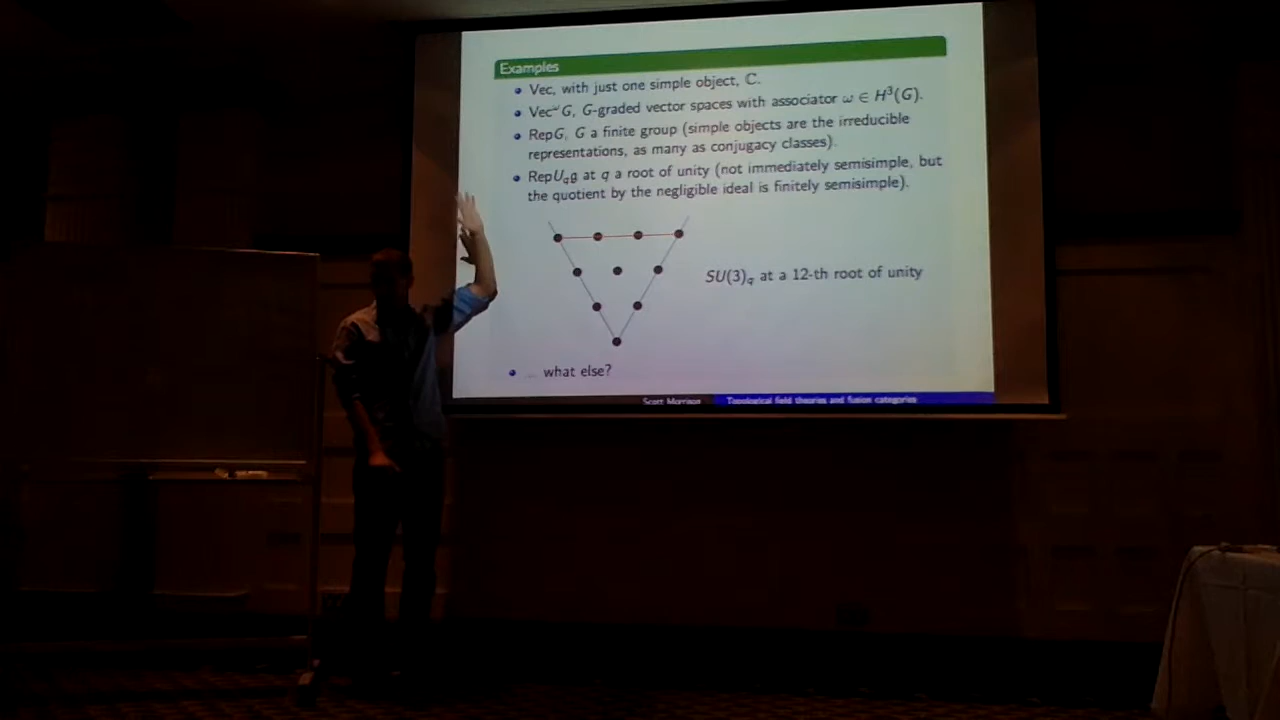 Examples
Vec, with just one simple object, ℂ.
Vec^ω G, G-graded vector spaces with associator ω ∈ H³(G).
RepG, G a finite group (simple objects are the irreducible
representations, as many as conjugacy classes).
RepU_q𝔤 at q a root of unity (not immediately semisimple, but
the quotient by the negligible ideal is finitely semisimple).
SU(3)_q at a 12-th root of unity
... what else?
Scott Morrison
Topological field theories and fusion categories